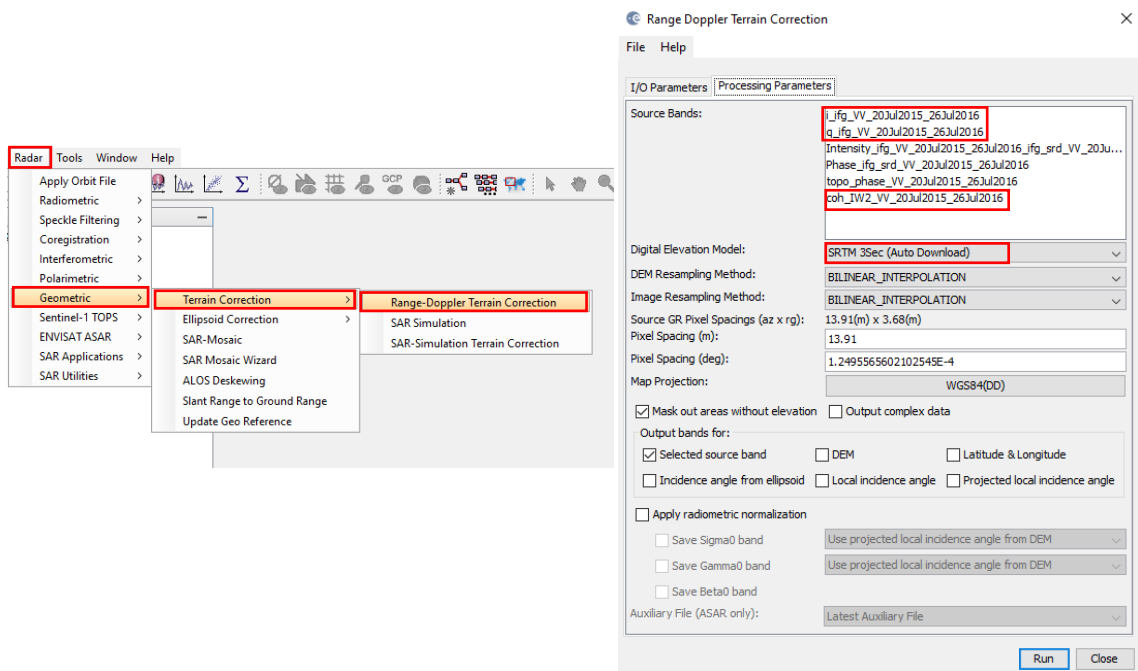 Radar Tools Window Help
Apply Orbit File
Radiometric >
Speckle Filtering >
Coregistration >
Interferometric >
Polarimetric >
Geometric >
Sentinel-1 TOPS >
ENVISAT ASAR >
SAR Applications >
SAR Utilities >
GCP
Terrain Correction >
Ellipsoid Correction >
SAR-Mosaic
SAR Mosaic Wizard
ALOS Deskewing
Slant Range to Ground Range
Update Geo Reference
Range-Doppler Terrain Correction
SAR Simulation
SAR-Simulation Terrain Correction
Range Doppler Terrain Correction
File Help
I/O Parameters Processing Parameters
Source Bands:
i_ifg_VV_20Jul2015_26Jul2016
q_ifg_VV_20Jul2015_26Jul2016
Intensity_ifg_VV_20Jul2015_26Jul2016_ifg_srd_VV_20Ju...
Phase_ifg_srd_VV_20Jul2015_26Jul2016
topo_phase_VV_20Jul2015_26Jul2016
coh_IW2_VV_20Jul2015_26Jul2016
Digital Elevation Model: SRTM 3Sec (Auto Download)
DEM Resampling Method: BILINEAR_INTERPOLATION
Image Resampling Method: BILINEAR_INTERPOLATION
Source GR Pixel Spacings (az x rg): 13.91(m) x 3.68(m)
Pixel Spacing (m): 13.91
Pixel Spacing (deg): 1.2495565602102545E-4
Map Projection: WGS84(DD)
Mask out areas without elevation Output complex data
Output bands for:
Selected source band DEM Latitude & Longitude
Incidence angle from ellipsoid Local incidence angle Projected local incidence angle
Apply radiometric normalization
Save Sigma0 band Use projected local incidence angle from DEM
Save Gamma0 band Use projected local incidence angle from DEM
Save Beta0 band
Auxiliary File (ASAR only): Latest Auxiliary File
Run Close